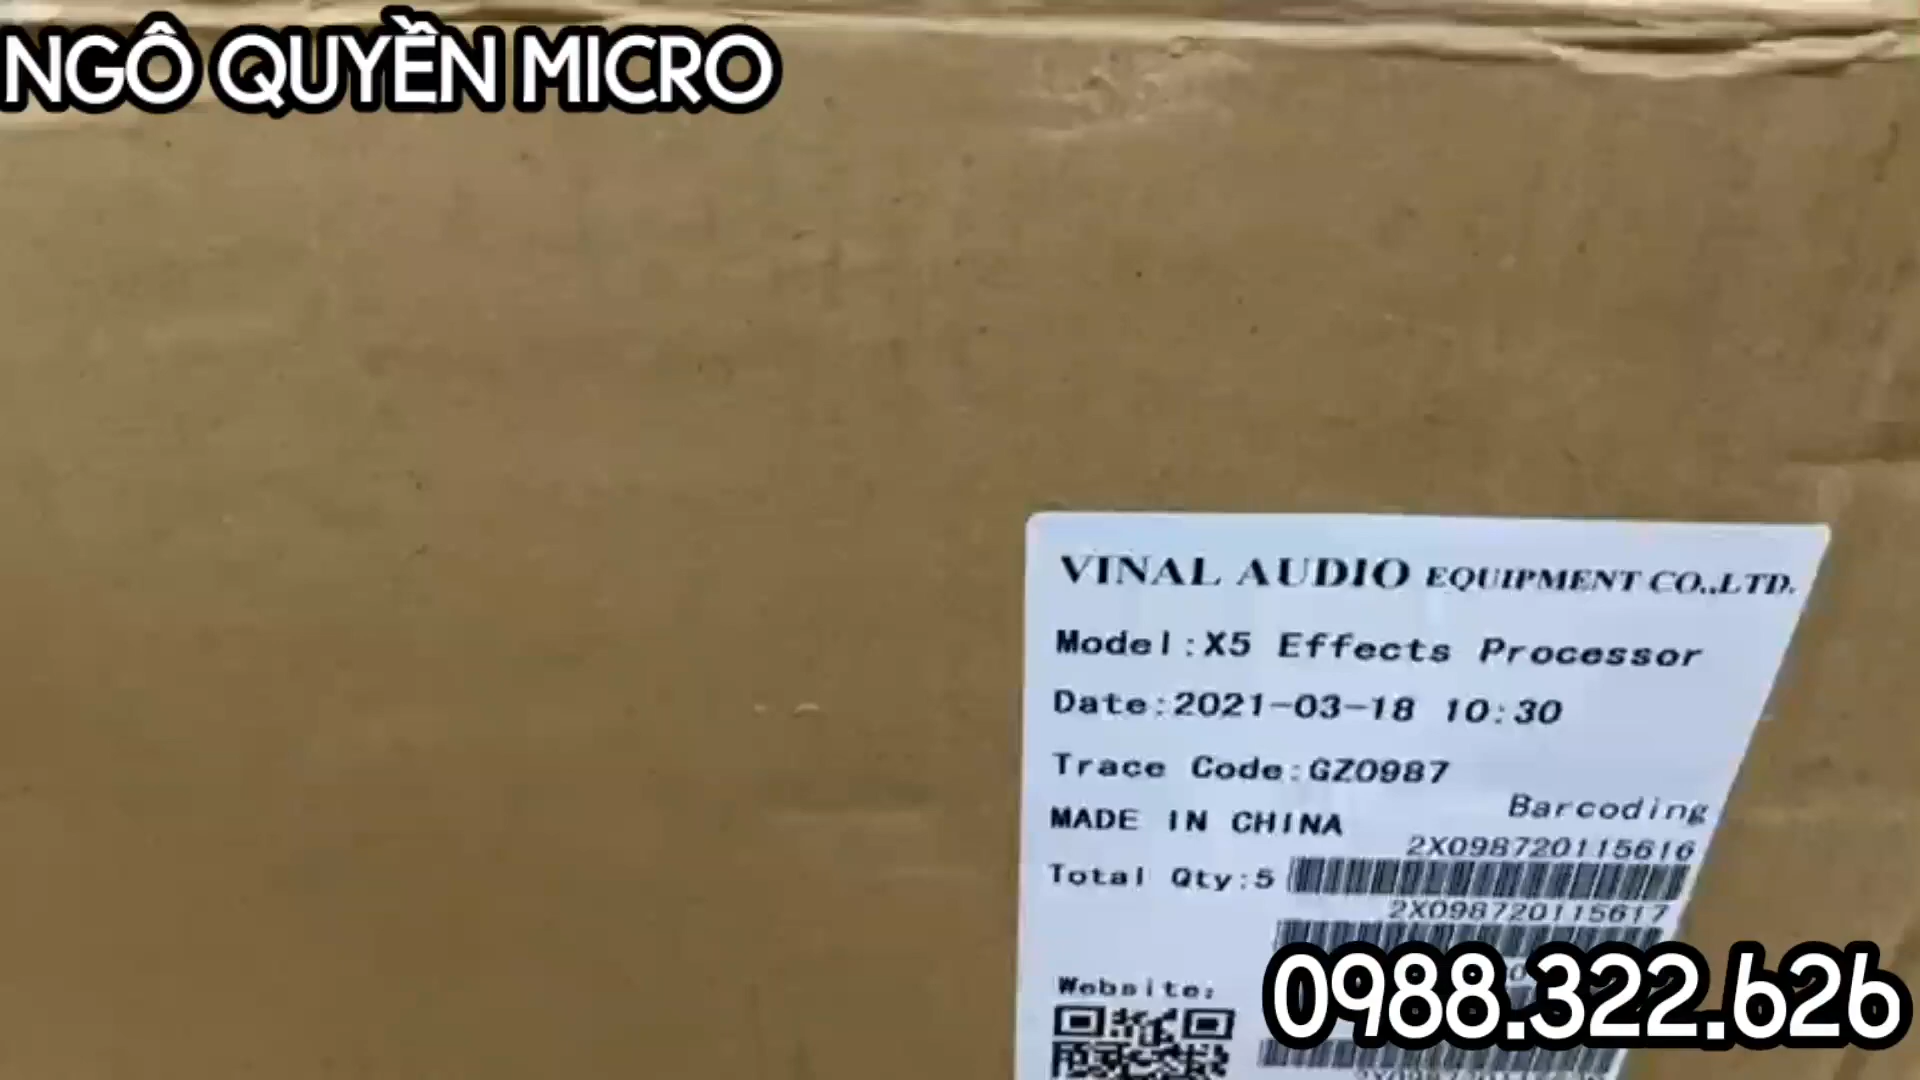 NGÔ QUYỀN MICRO
VINAL AUDIO EQUIPMENT CO.,LTD.
Model:X5 Effects Processor
Date:2021-03-18 10:30
Trace Code:GZ0987
Barcoding
MADE IN CHINA
2X098720115616
Total Qty:5
2X098720115617
Website:
0988.322.626